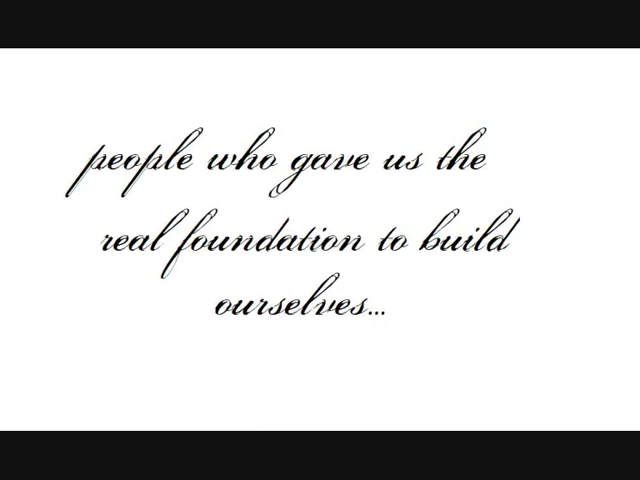 people who gave us the
real foundation to build
ourselves...